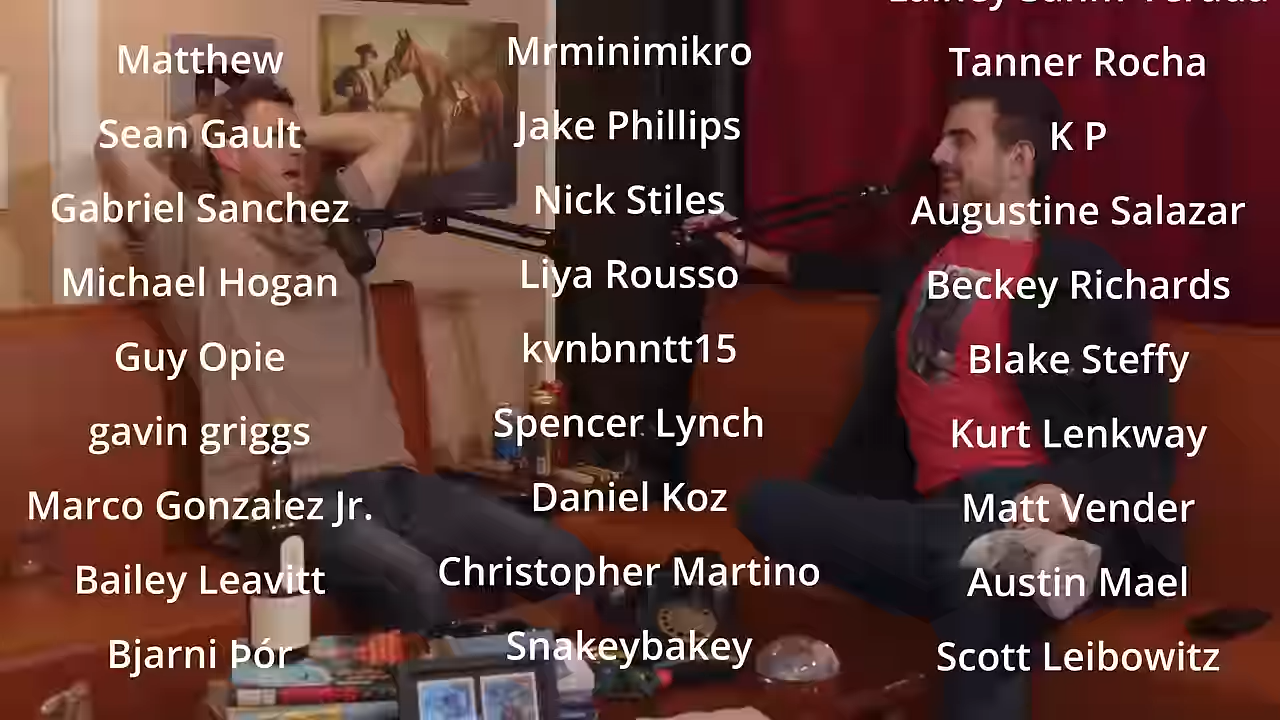 Matthew
Sean Gault
Gabriel Sanchez
Michael Hogan
Guy Opie
gavin griggs
Marco Gonzalez Jr.
Bailey Leavitt
Bjarni Þór
Mrminimikro
Jake Phillips
Nick Stiles
Liya Rousso
kvnbnntt15
Spencer Lynch
Daniel Koz
Christopher Martino
Snakeybakey
Tanner Rocha
K P
Augustine Salazar
Beckey Richards
Blake Steffy
Kurt Lenkway
Matt Vender
Austin Mael
Scott Leibowitz